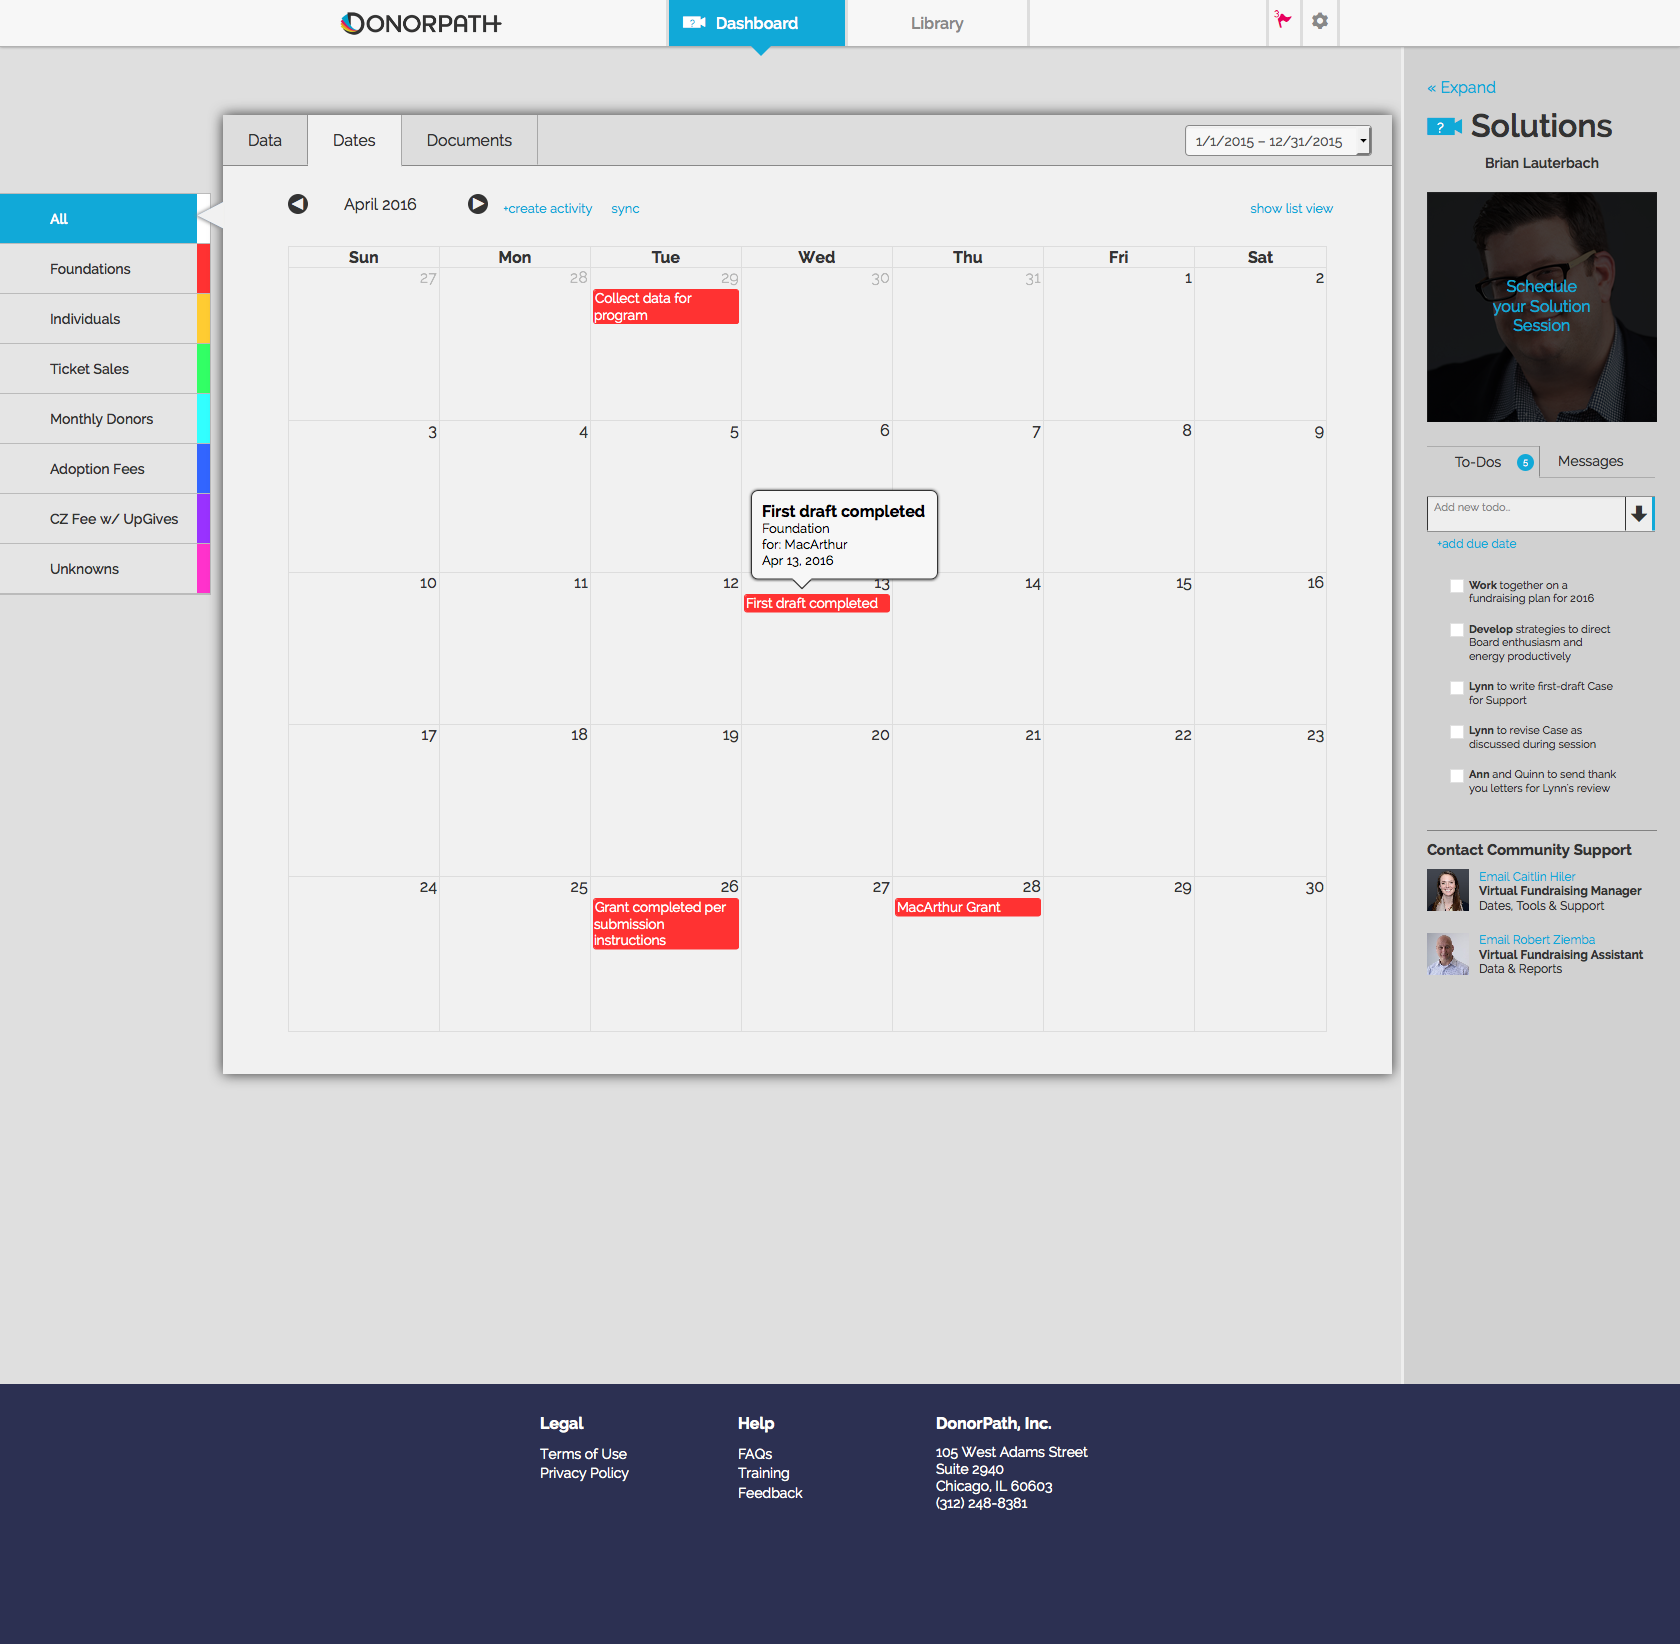 DONORPATH
? Dashboard
Library
3
Data
Dates
Documents
1/1/2015 – 12/31/2015
All
Foundations
Individuals
Ticket Sales
Monthly Donors
Adoption Fees
CZ Fee w/ UpGives
Unknowns
April 2016
+create activity
sync
show list view
Sun Mon Tue Wed Thu Fri Sat
27 28 29 30 31 1 2
Collect data for
program
3 4 5 6 7 8 9
First draft completed
Foundation
for: MacArthur
Apr 13, 2016
10 11 12 13 14 15 16
First draft completed
17 18 19 20 21 22 23
24 25 26 27 28 29 30
Grant completed per
submission
instructions
MacArthur Grant
« Expand
? Solutions
Brian Lauterbach
Schedule
your Solution
Session
To-Dos 5
Messages
Add new todo..
+add due date
Work together on a
fundraising plan for 2016
Develop strategies to direct
Board enthusiasm and
energy productively
Lynn to write first-draft Case
for Support
Lynn to revise Case as
discussed during session
Ann and Quinn to send thank
you letters for Lynn's review
Contact Community Support
Email Caitlin Hiler
Virtual Fundraising Manager
Dates, Tools & Support
Email Robert Ziemba
Virtual Fundraising Assistant
Data & Reports
Legal
Terms of Use
Privacy Policy
Help
FAQs
Training
Feedback
DonorPath, Inc.
105 West Adams Street
Suite 2940
Chicago, IL 60603
(312) 248-8381